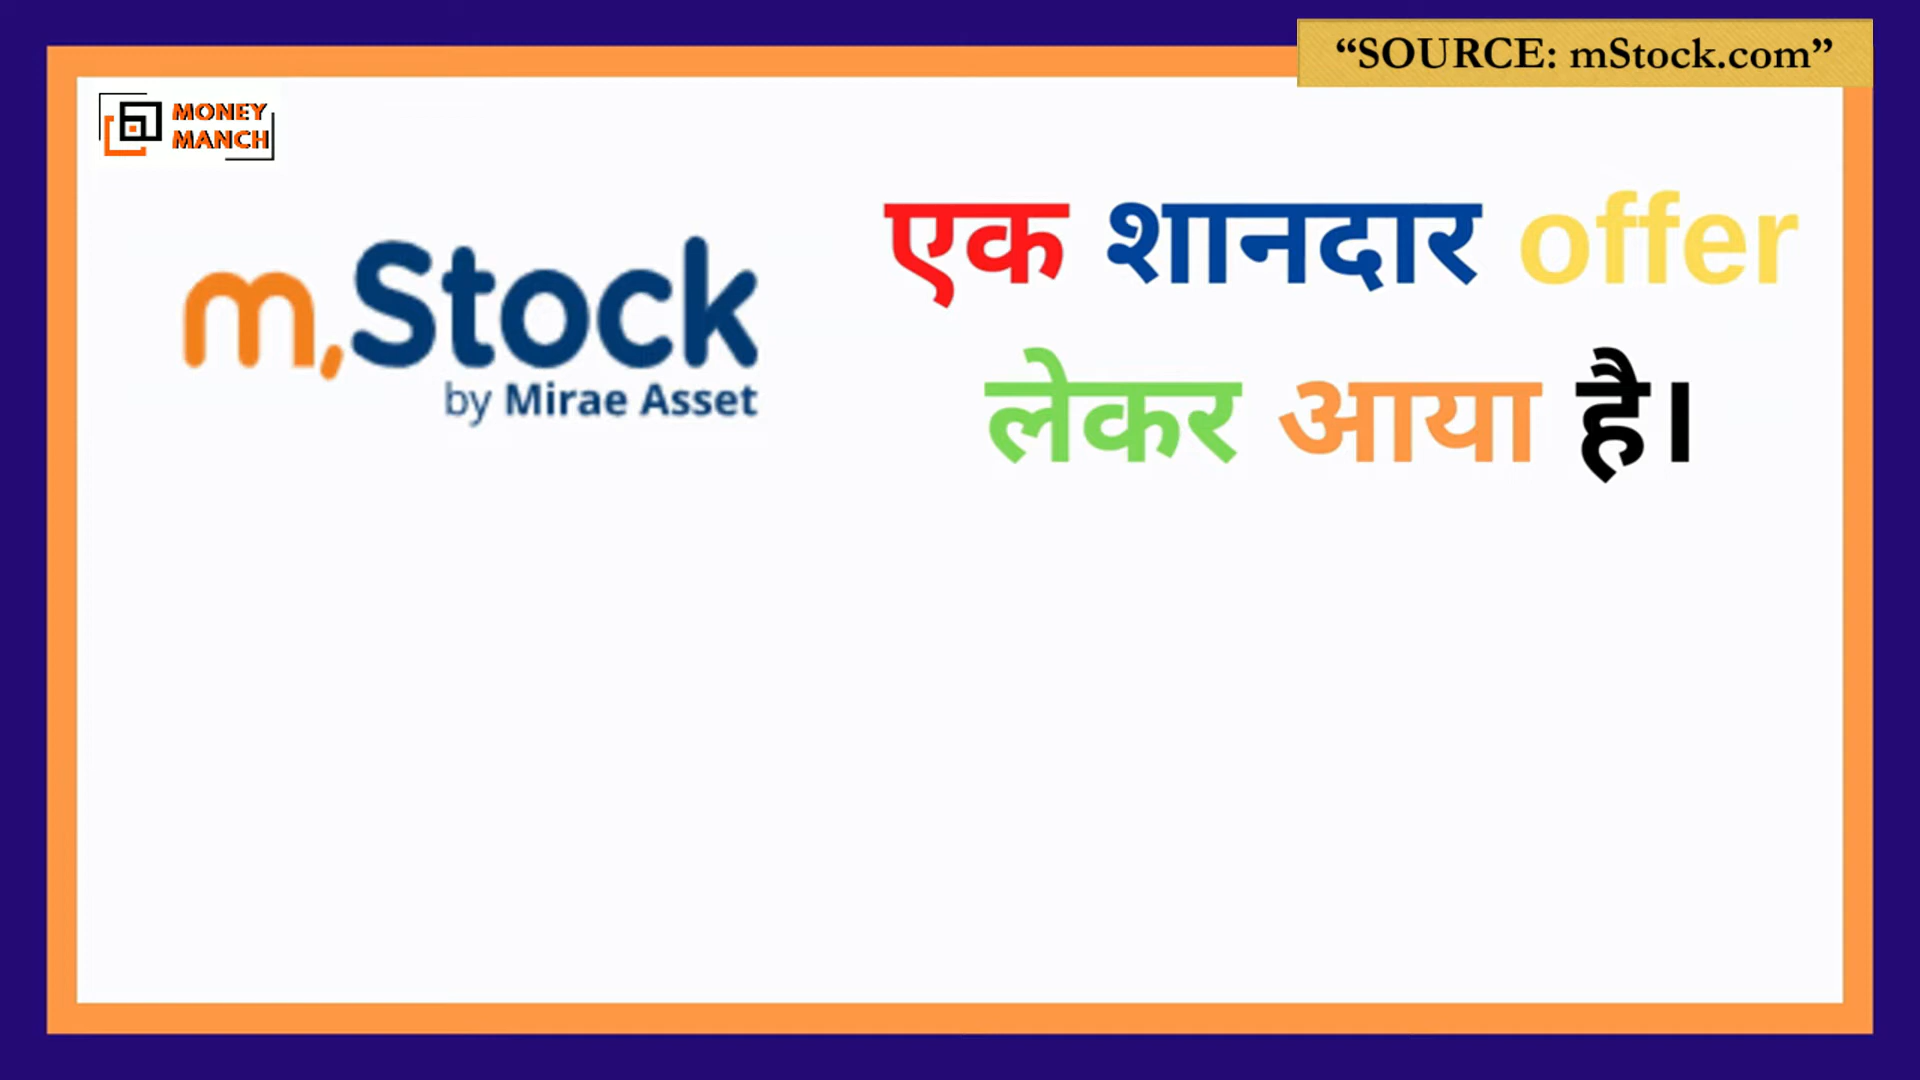 “SOURCE: mStock.com”
MONEY
MANCH
एक शानदार offer
लेकर आया है।
m,Stock
by Mirae Asset